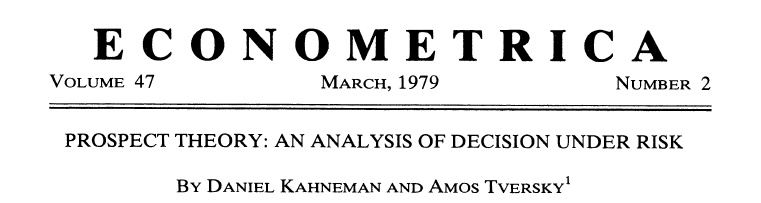 ECONOMETRICA
VOLUME 47 MARCH, 1979 NUMBER 2
PROSPECT THEORY: AN ANALYSIS OF DECISION UNDER RISK
BY DANIEL KAHNEMAN AND AMOS TVERSKY¹